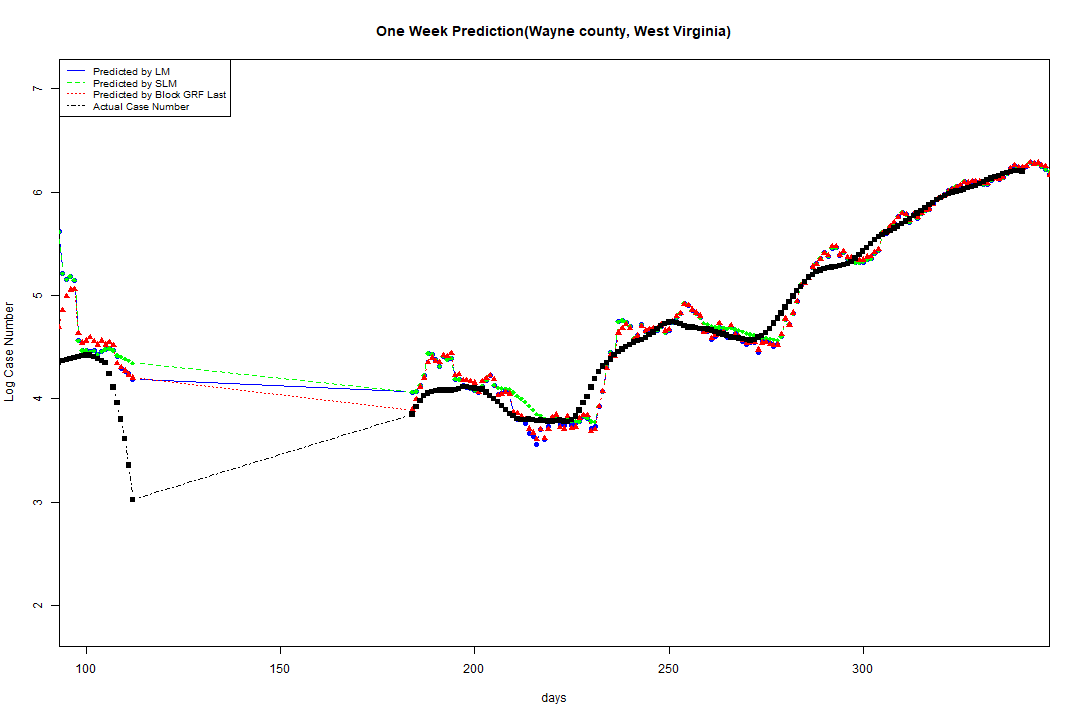 One Week Prediction(Wayne county, West Virginia)
Predicted by LM
Predicted by SLM
Predicted by Block GRF Last
Actual Case Number
7
6
5
4
3
2
Log Case Number
100 150 200 250 300
days